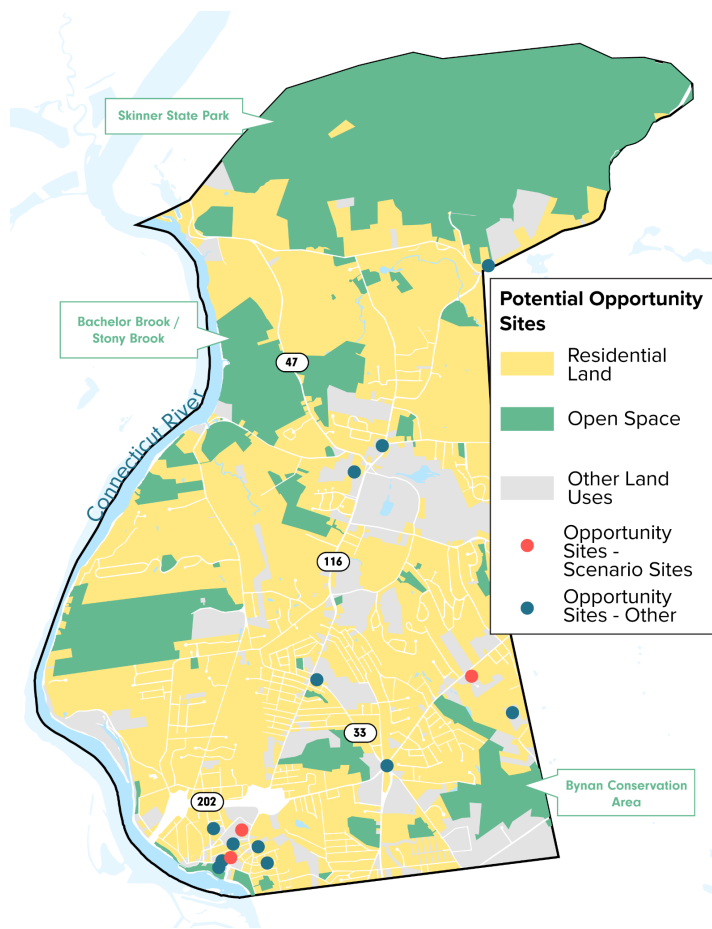 Skinner State Park
Potential Opportunity
Sites
Residential
Land
Open Space
Other Land
Uses
Opportunity
Sites -
Scenario Sites
Opportunity
Sites - Other
Bachelor Brook /
Stony Brook
47
Connecticut River
116
33
Bynan Conservation
Area
202